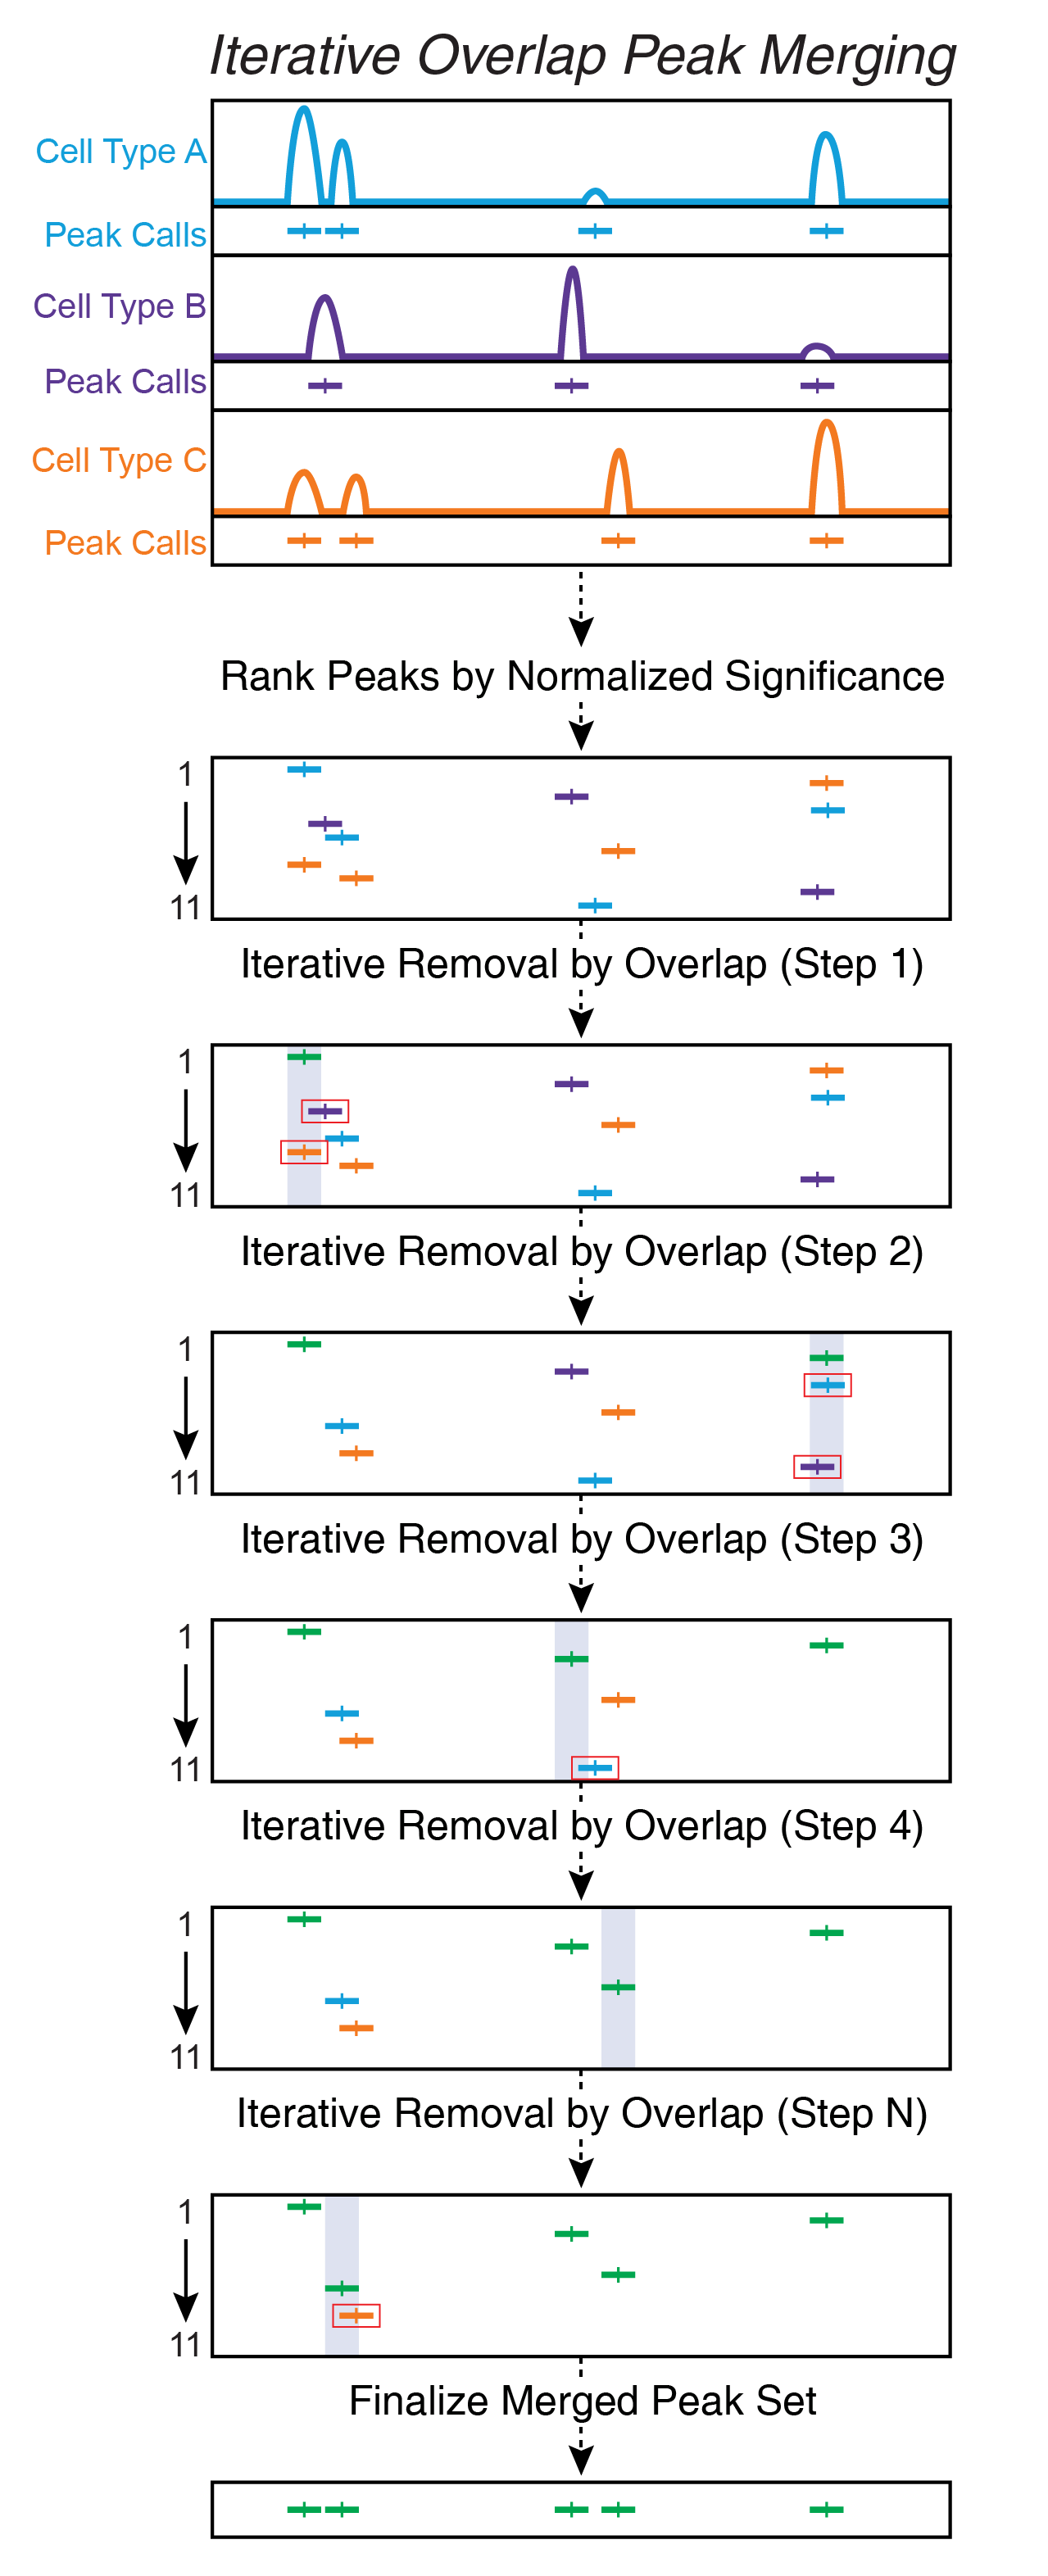 Iterative Overlap Peak Merging
Cell Type A
Peak Calls
Cell Type B
Peak Calls
Cell Type C
Peak Calls
Rank Peaks by Normalized Significance
1
11
Iterative Removal by Overlap (Step 1)
1
11
Iterative Removal by Overlap (Step 2)
1
11
Iterative Removal by Overlap (Step 3)
1
11
Iterative Removal by Overlap (Step 4)
1
11
Iterative Removal by Overlap (Step N)
1
11
Finalize Merged Peak Set